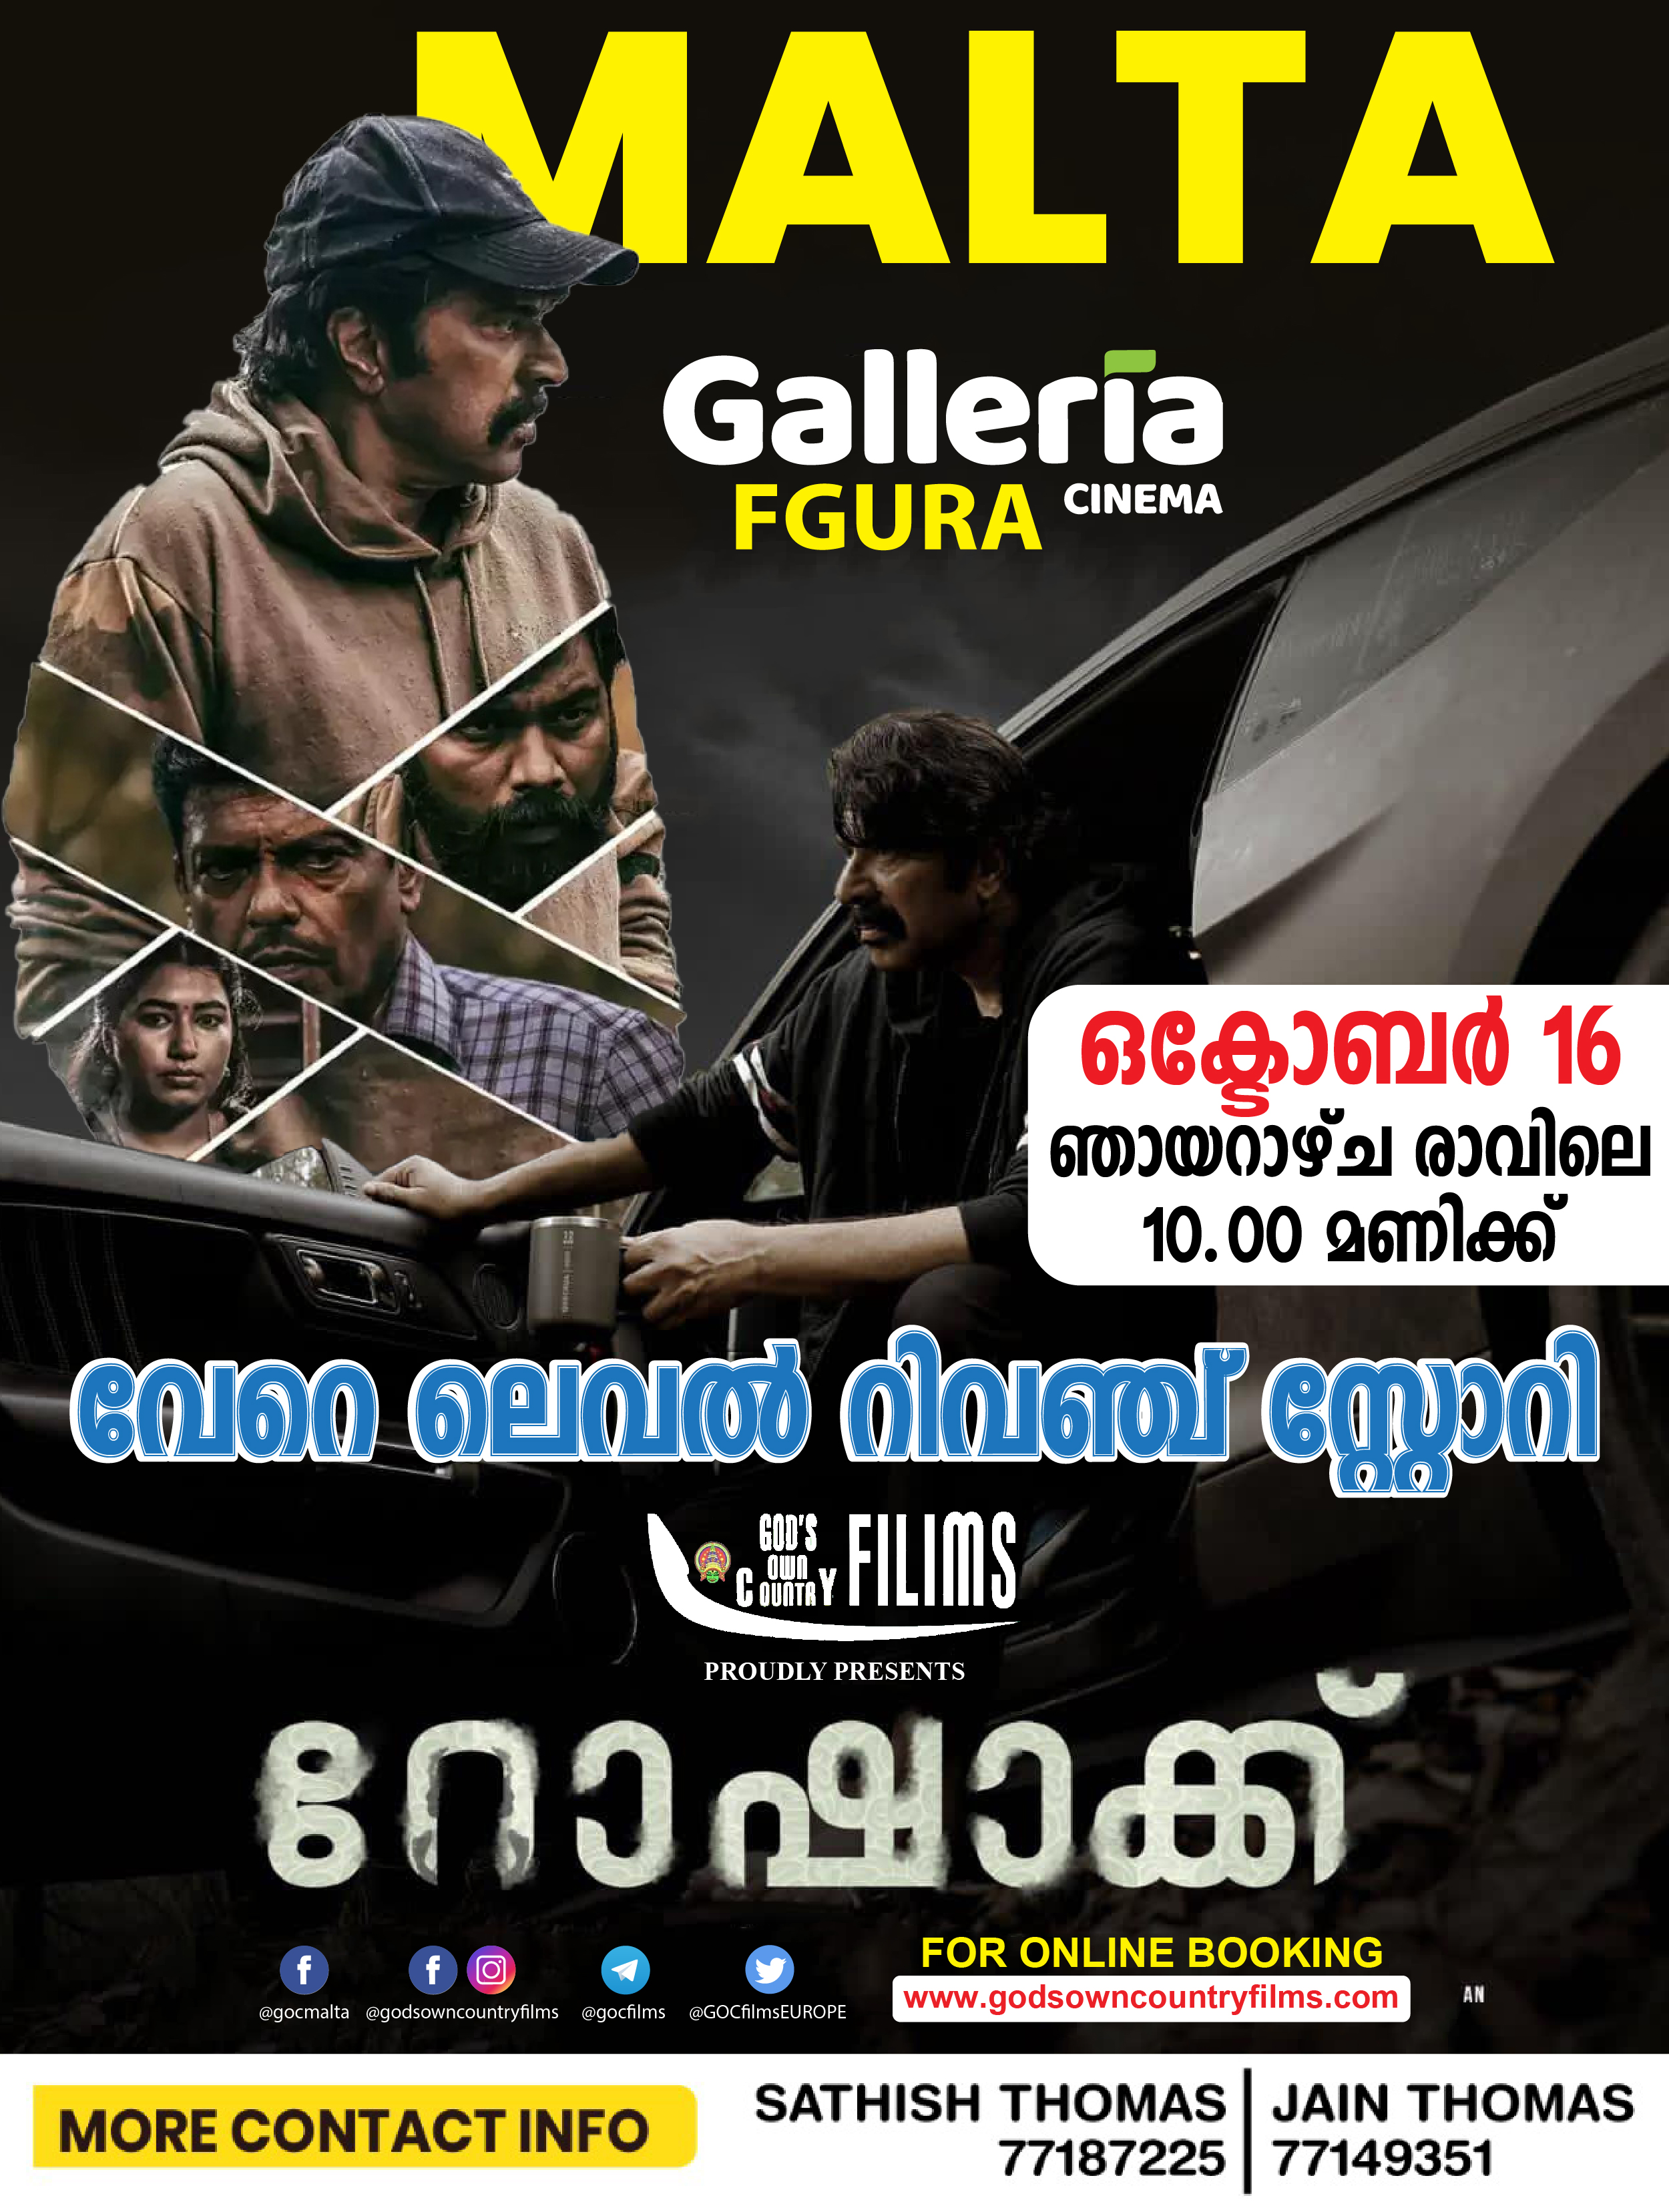 MALTA
Galleria
FGURA CINEMA
ഒക്ടോബർ 16
ഞായറാഴ്ച രാവിലെ
10.00 മണിക്ക്
വേറെ ലെവൽ റിവഞ്ച് സ്റ്റോറി
GOD'S
OWN
COUNTRY FILIMS
PROUDLY PRESENTS
റോഷാക്ക്
FOR ONLINE BOOKING
www.godsowncountryfilms.com
@gocmalta @godsowncountryfilms @gocfilms @GOCfilmsEUROPE
AN
MORE CONTACT INFO
SATHISH THOMAS
77187225
JAIN THOMAS
77149351